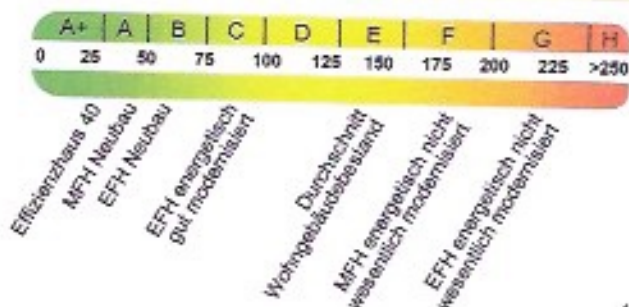 A+ A B C D E F G H
0 25 50 75 100 125 150 175 200 225 >250
Effizienzhaus 40
MFH Neubau
EFH Neubau
EFH energetisch
gut modernisiert
Durchschnitt
Wohngebäudebestand
MFH energetisch nicht
wesentlich modernisiert
EFH energetisch nicht
wesentlich modernisiert